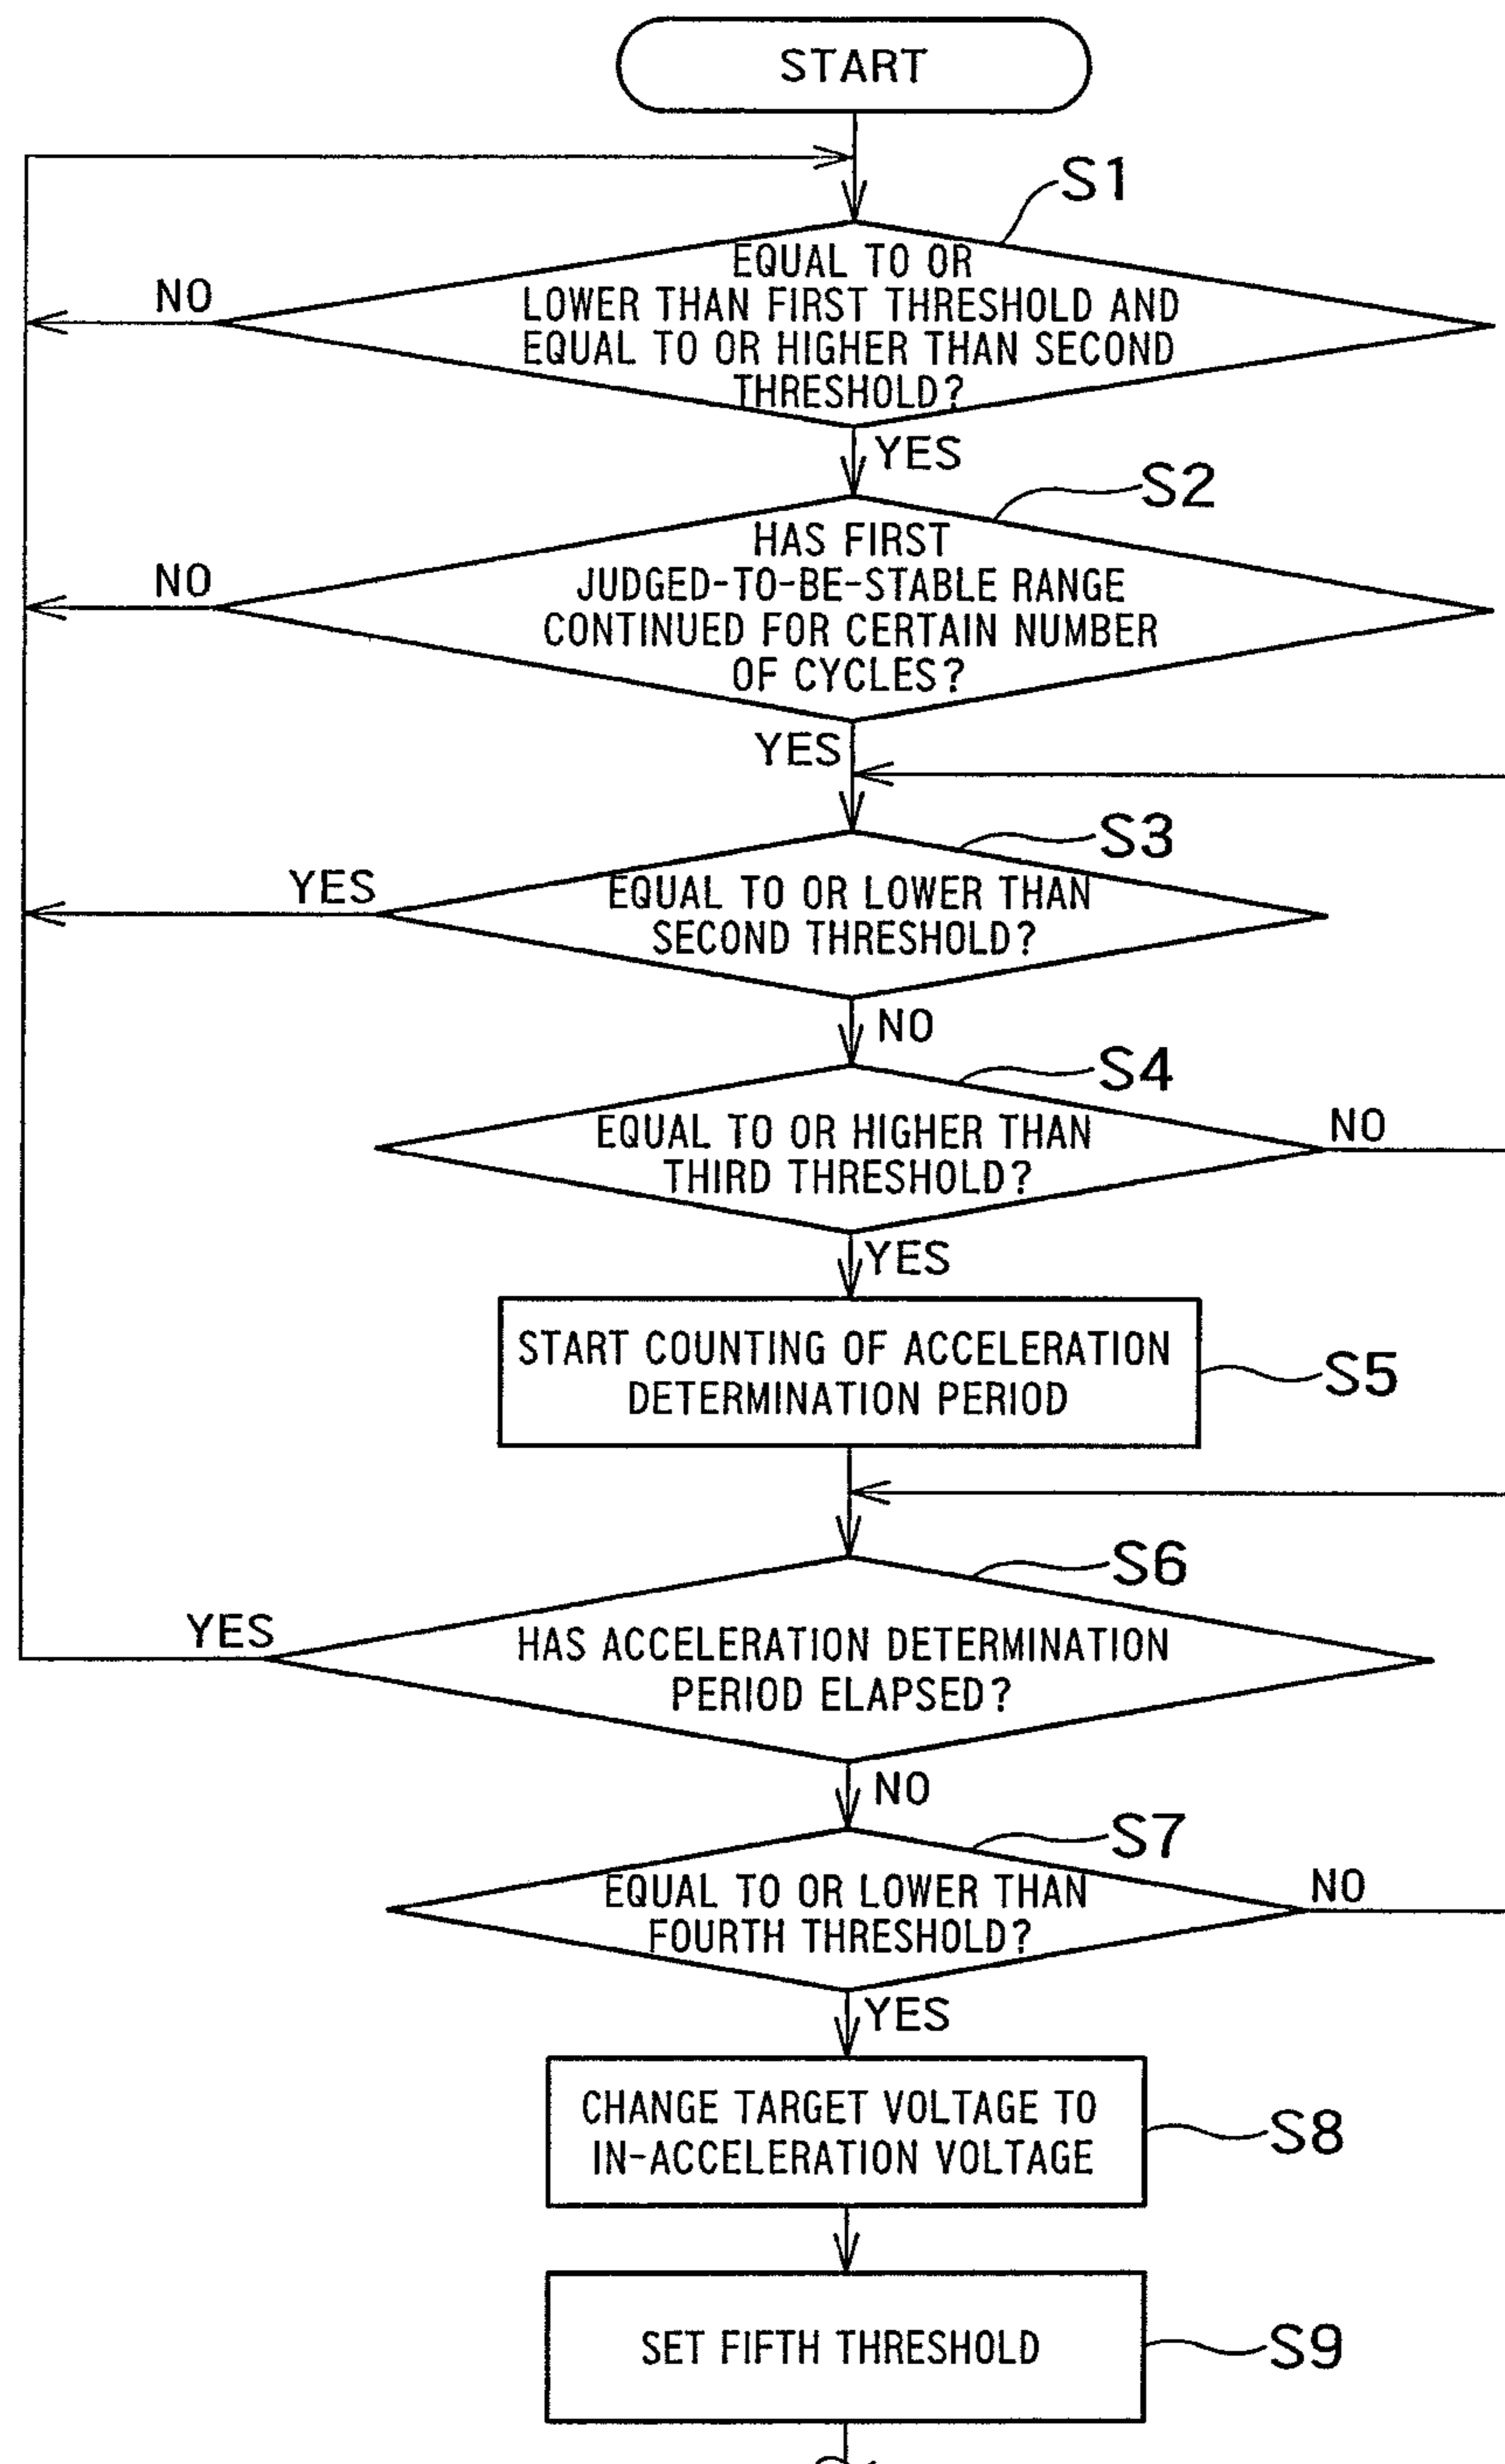 START
S1
EQUAL TO OR
LOWER THAN FIRST THRESHOLD AND
EQUAL TO OR HIGHER THAN SECOND
THRESHOLD?
NO
YES
S2
HAS FIRST
JUDGED-TO-BE-STABLE RANGE
CONTINUED FOR CERTAIN NUMBER
OF CYCLES?
NO
YES
S3
EQUAL TO OR LOWER THAN
SECOND THRESHOLD?
YES
NO
S4
EQUAL TO OR HIGHER THAN
THIRD THRESHOLD?
NO
YES
START COUNTING OF ACCELERATION
DETERMINATION PERIOD
S5
S6
HAS ACCELERATION DETERMINATION
PERIOD ELAPSED?
YES
NO
S7
EQUAL TO OR LOWER THAN
FOURTH THRESHOLD?
NO
YES
CHANGE TARGET VOLTAGE TO
IN-ACCELERATION VOLTAGE
S8
SET FIFTH THRESHOLD
S9